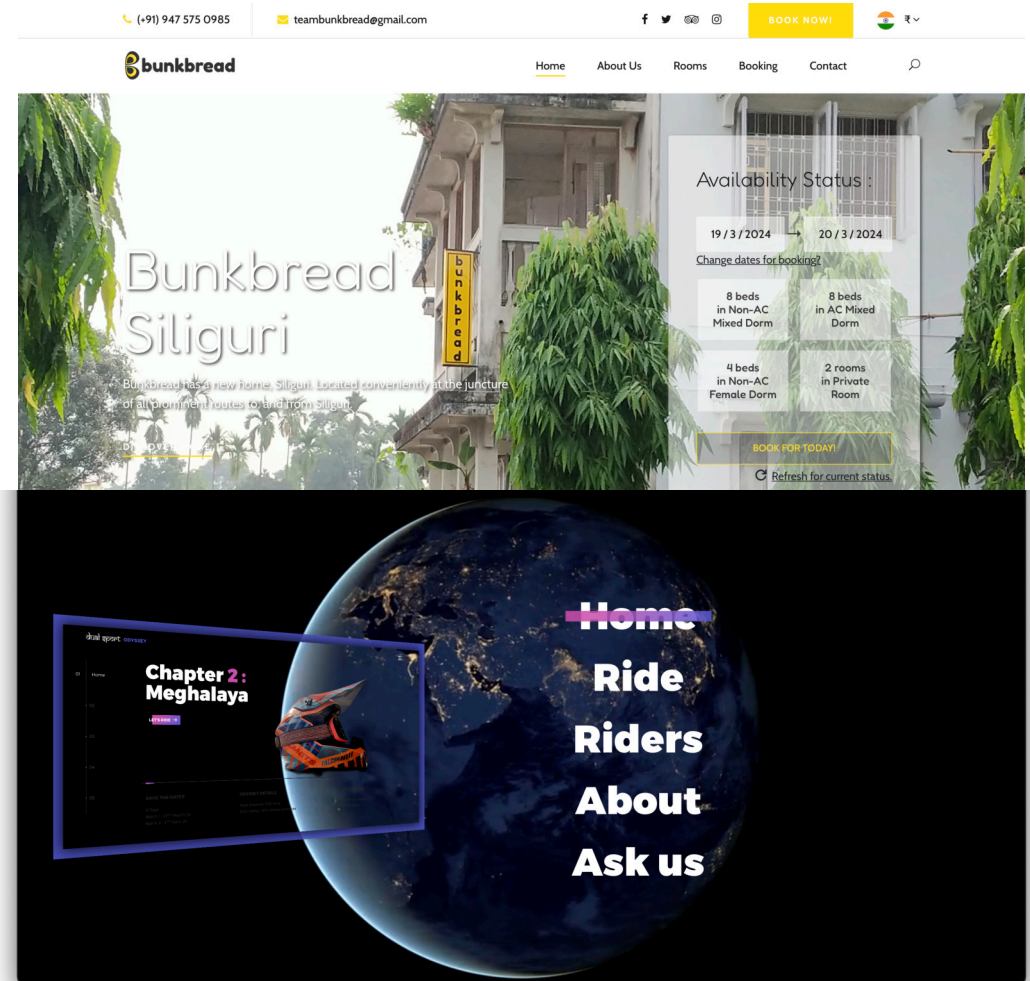 (+91) 947 575 0985
teambunkbread@gmail.com
BOOK NOW!
₹
bunkbread
Home
About Us
Rooms
Booking
Contact
Bunkbread
Siliguri
Bunkbread has a new home, Siliguri. Located conveniently at the juncture
of all prominent routes to, and from Siliguri.
bunkbread
Availability Status :
19 / 3 / 2024 → 20 / 3 / 2024
Change dates for booking?
8 beds
in Non-AC
Mixed Dorm
8 beds
in AC Mixed
Dorm
4 beds
in Non-AC
Female Dorm
2 rooms
in Private
Room
BOOK FOR TODAY!
Refresh for current status.
dual sport ODYSSEY
01
Home
Chapter 2 :
Meghalaya
LET'S RIDE →
Home
Ride
Riders
About
Ask us